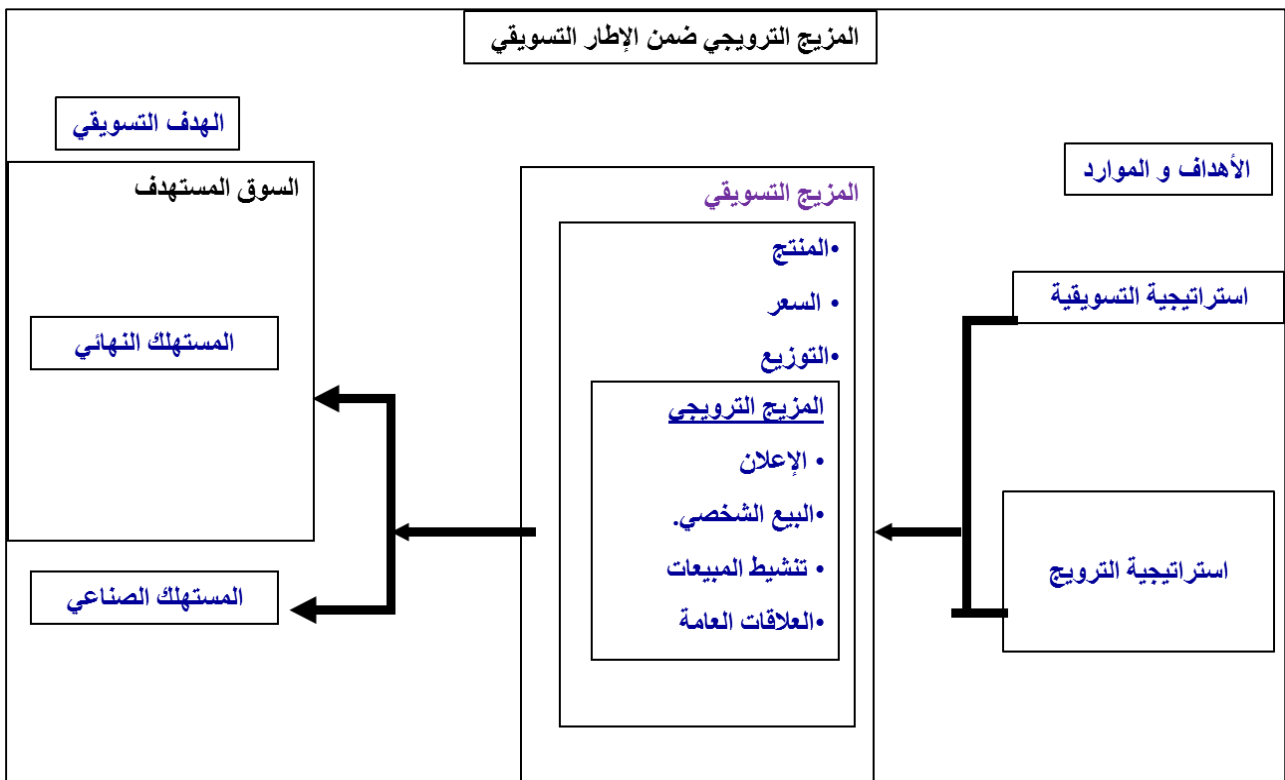 المزيج الترويجي ضمن الإطار التسويقي
الأهداف و الموارد
استراتيجية التسويقية
استراتيجية الترويج
المزيج التسويقي
•المنتج
• السعر
•التوزيع
المزيج الترويجي
• الإعلان
•البيع الشخصي.
• تنشيط المبيعات
•العلاقات العامة
الهدف التسويقي
السوق المستهدف
المستهلك النهائي
المستهلك الصناعي